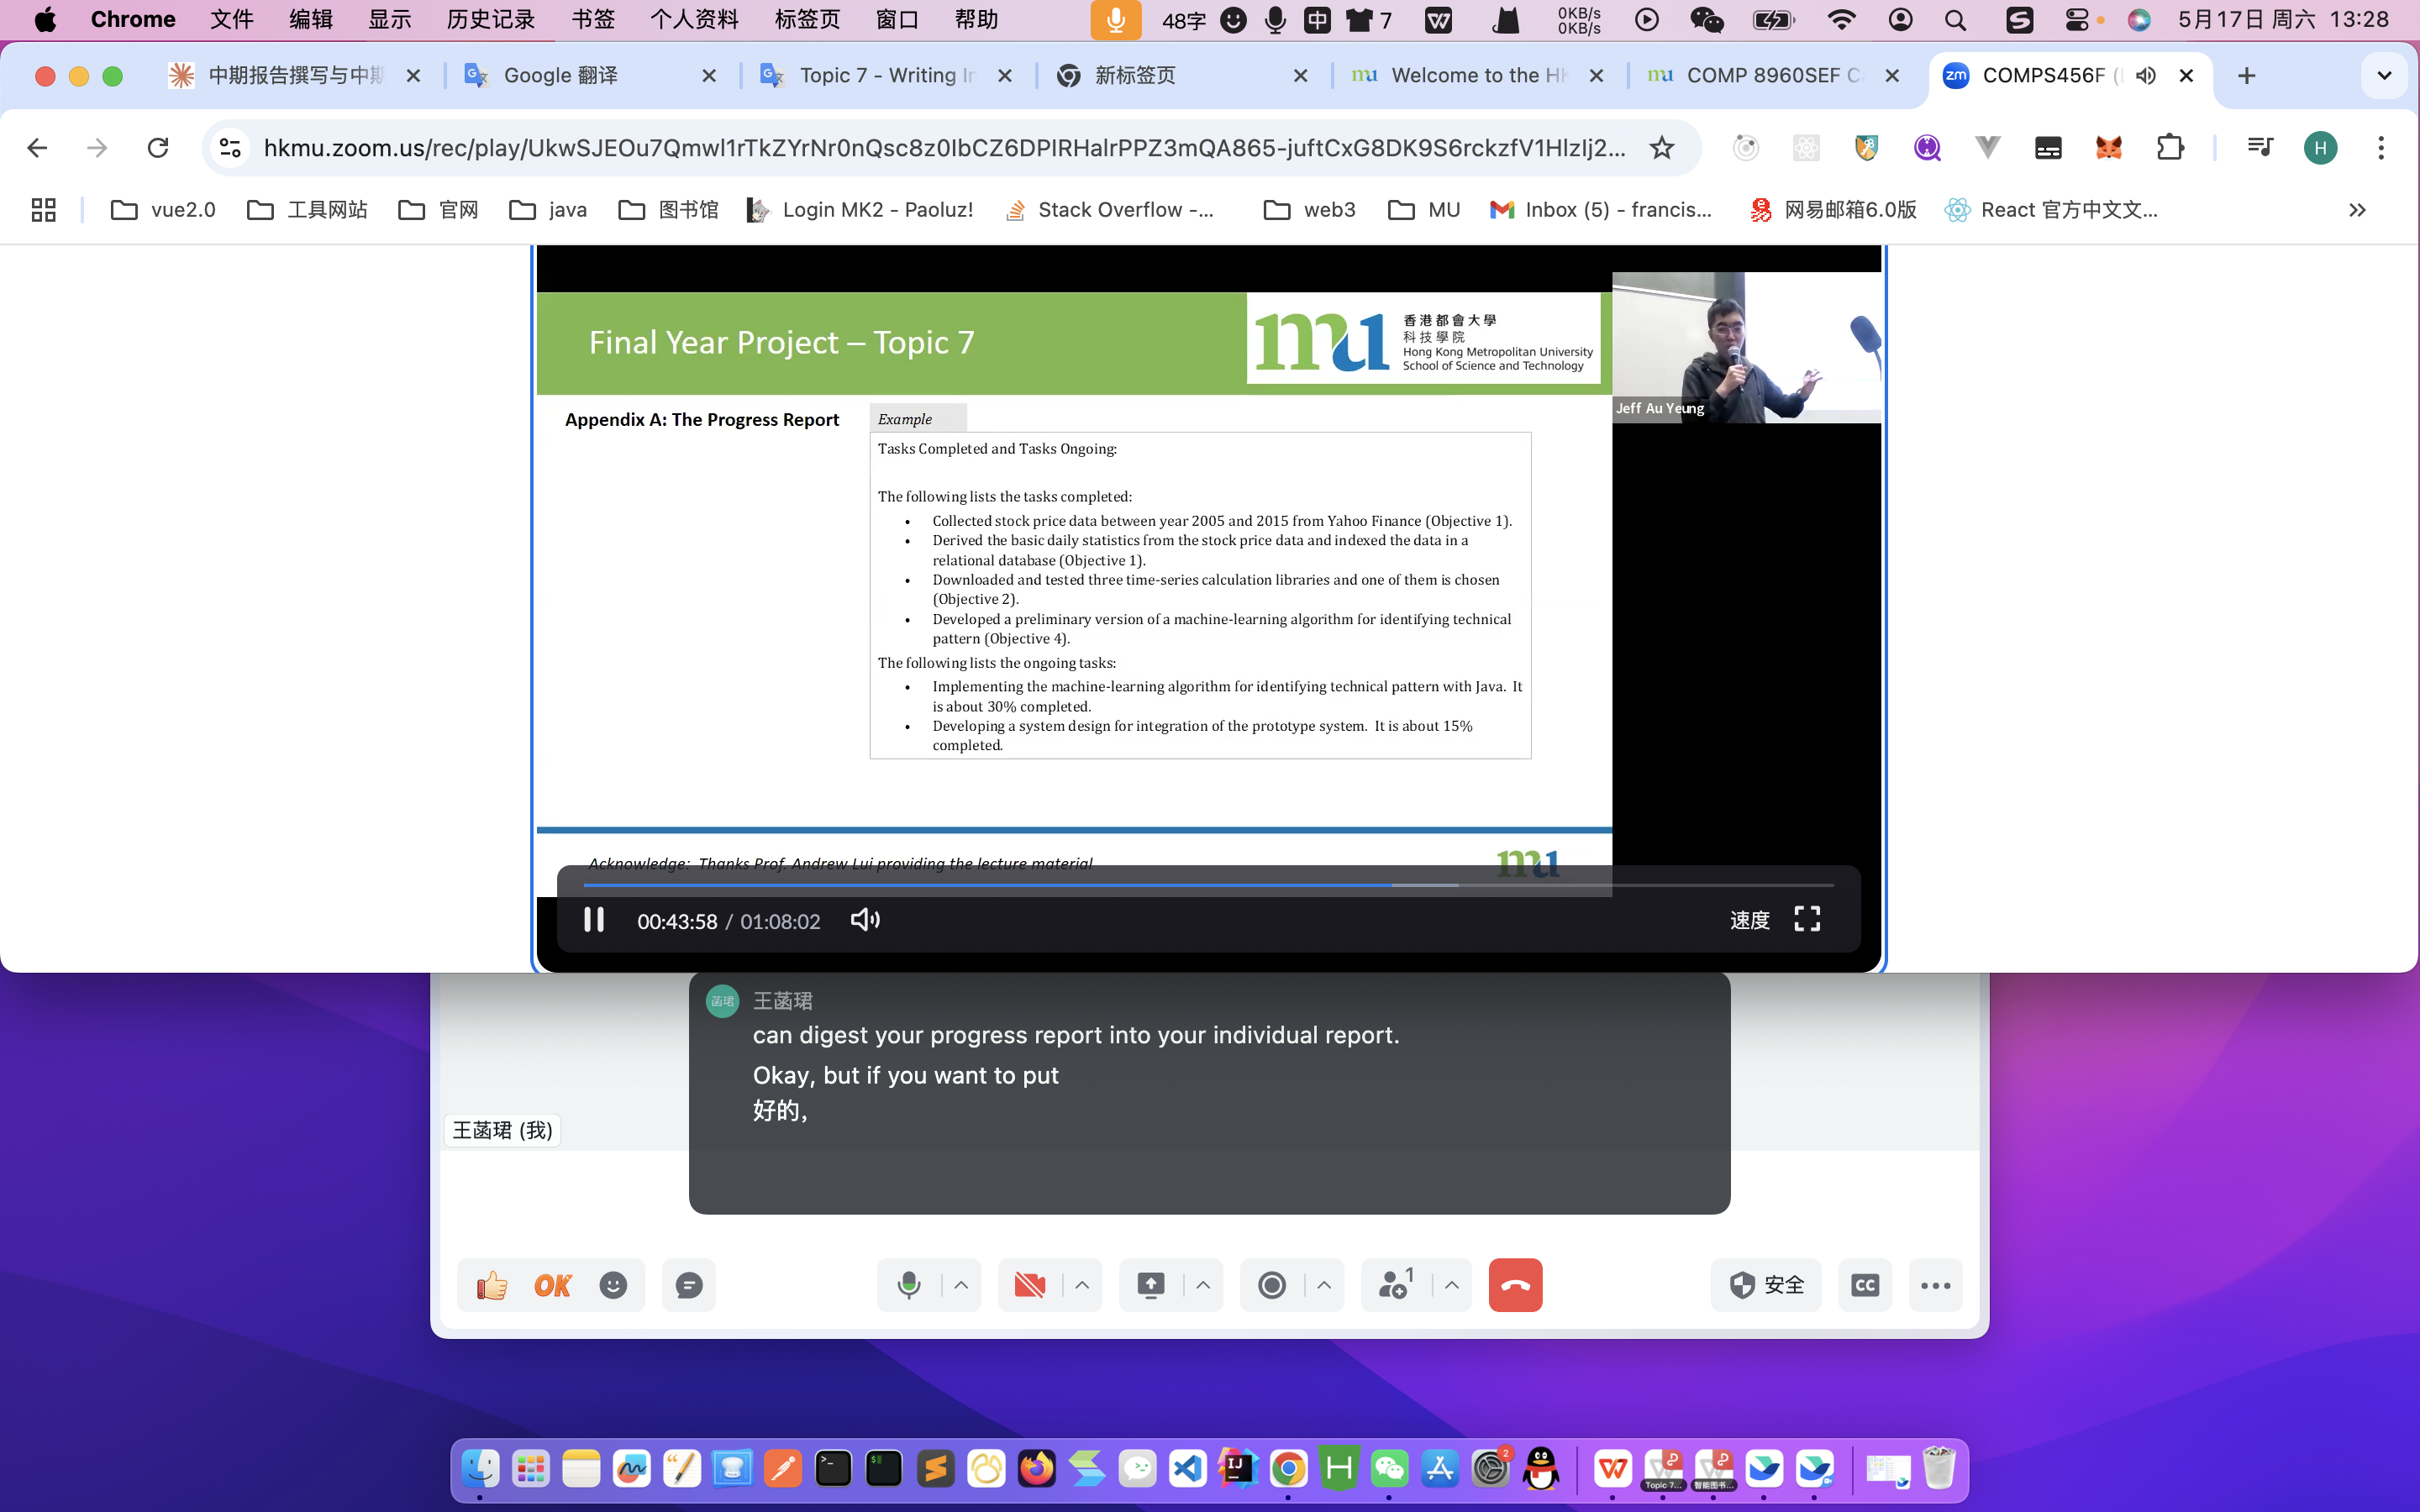 Chrome 文件 编辑 显示 历史记录 书签 个人资料 标签页 窗口 帮助 48字 中 7 0KB/s 5月17日 周六 13:28
0KB/s
中期报告撰写与中期 Google 翻译 Topic 7 - Writing In 新标签页 Welcome to the HK COMP 8960SEF C zm COMPS456F (
hkmu.zoom.us/rec/play/UkwSJEOu7Qmwl1rTkZYrNr0nQsc8z0IbCZ6DPIRHalrPPZ3mQA865-juftCxG8DK9S6rckzfV1HlzIj2... H
vue2.0 工具网站 官网 java 图书馆 Login MK2 - Paoluz! Stack Overflow -... web3 MU Inbox (5) - francis... 网易邮箱6.0版 React 官方中文文...
Final Year Project – Topic 7
mu
香港都會大學
科技學院
Hong Kong Metropolitan University
School of Science and Technology
Jeff Au Yeung
Appendix A: The Progress Report
Example
Tasks Completed and Tasks Ongoing:
The following lists the tasks completed:
• Collected stock price data between year 2005 and 2015 from Yahoo Finance (Objective 1).
• Derived the basic daily statistics from the stock price data and indexed the data in a
relational database (Objective 1).
• Downloaded and tested three time-series calculation libraries and one of them is chosen
(Objective 2).
• Developed a preliminary version of a machine-learning algorithm for identifying technical
pattern (Objective 4).
The following lists the ongoing tasks:
• Implementing the machine-learning algorithm for identifying technical pattern with Java. It
is about 30% completed.
• Developing a system design for integration of the prototype system. It is about 15%
completed.
Acknowledge: Thanks Prof. Andrew Lui providing the lecture material
mu
00:43:58 / 01:08:02 速度
菡珺 王菡珺
can digest your progress report into your individual report.
Okay, but if you want to put
好的,
王菡珺 (我)
OK 1 安全 CC
2
Topic 7... 智能图书...